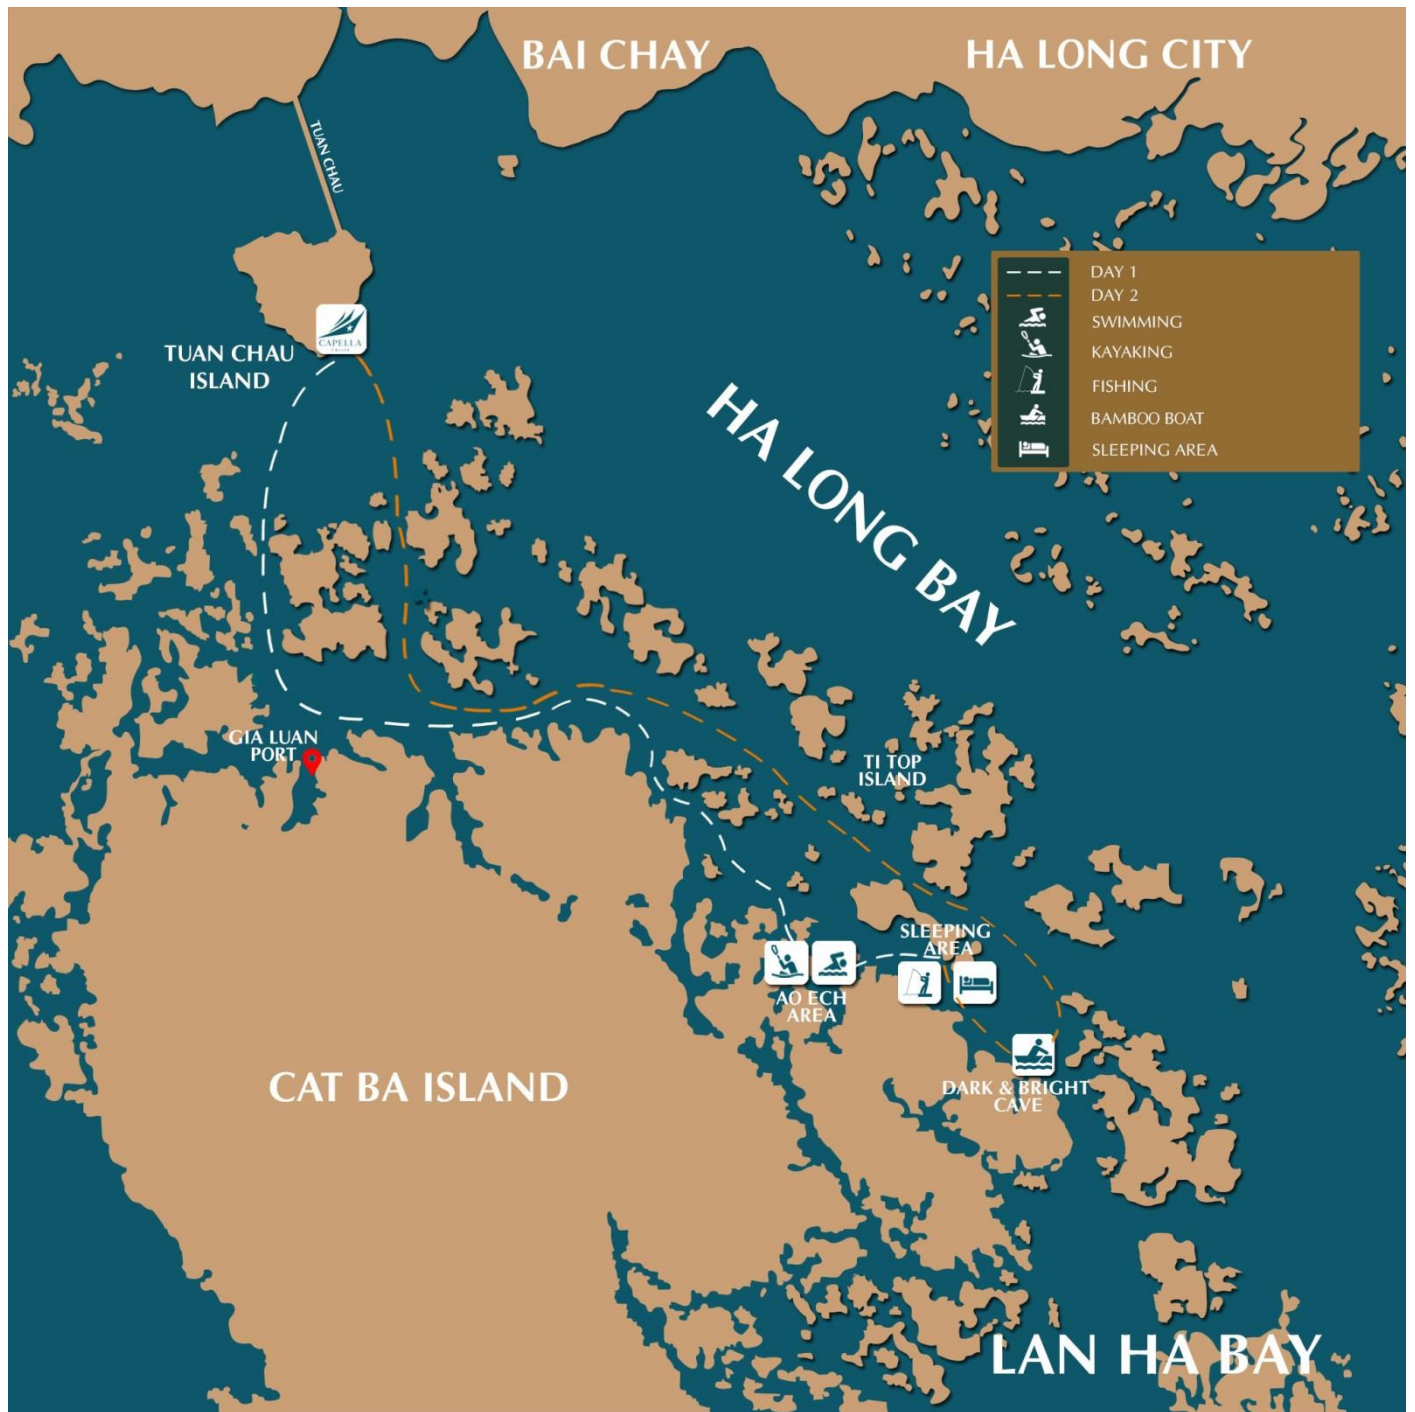 BAI CHAY
HA LONG CITY
TUAN CHAU
DAY 1
DAY 2
SWIMMING
KAYAKING
FISHING
BAMBOO BOAT
SLEEPING AREA
CAPELLA
TUAN CHAU
ISLAND
HA LONG BAY
GIA LUAN
PORT
TI TOP
ISLAND
SLEEPING
AREA
AO ECH
AREA
DARK & BRIGHT
CAVE
CAT BA ISLAND
LAN HA BAY